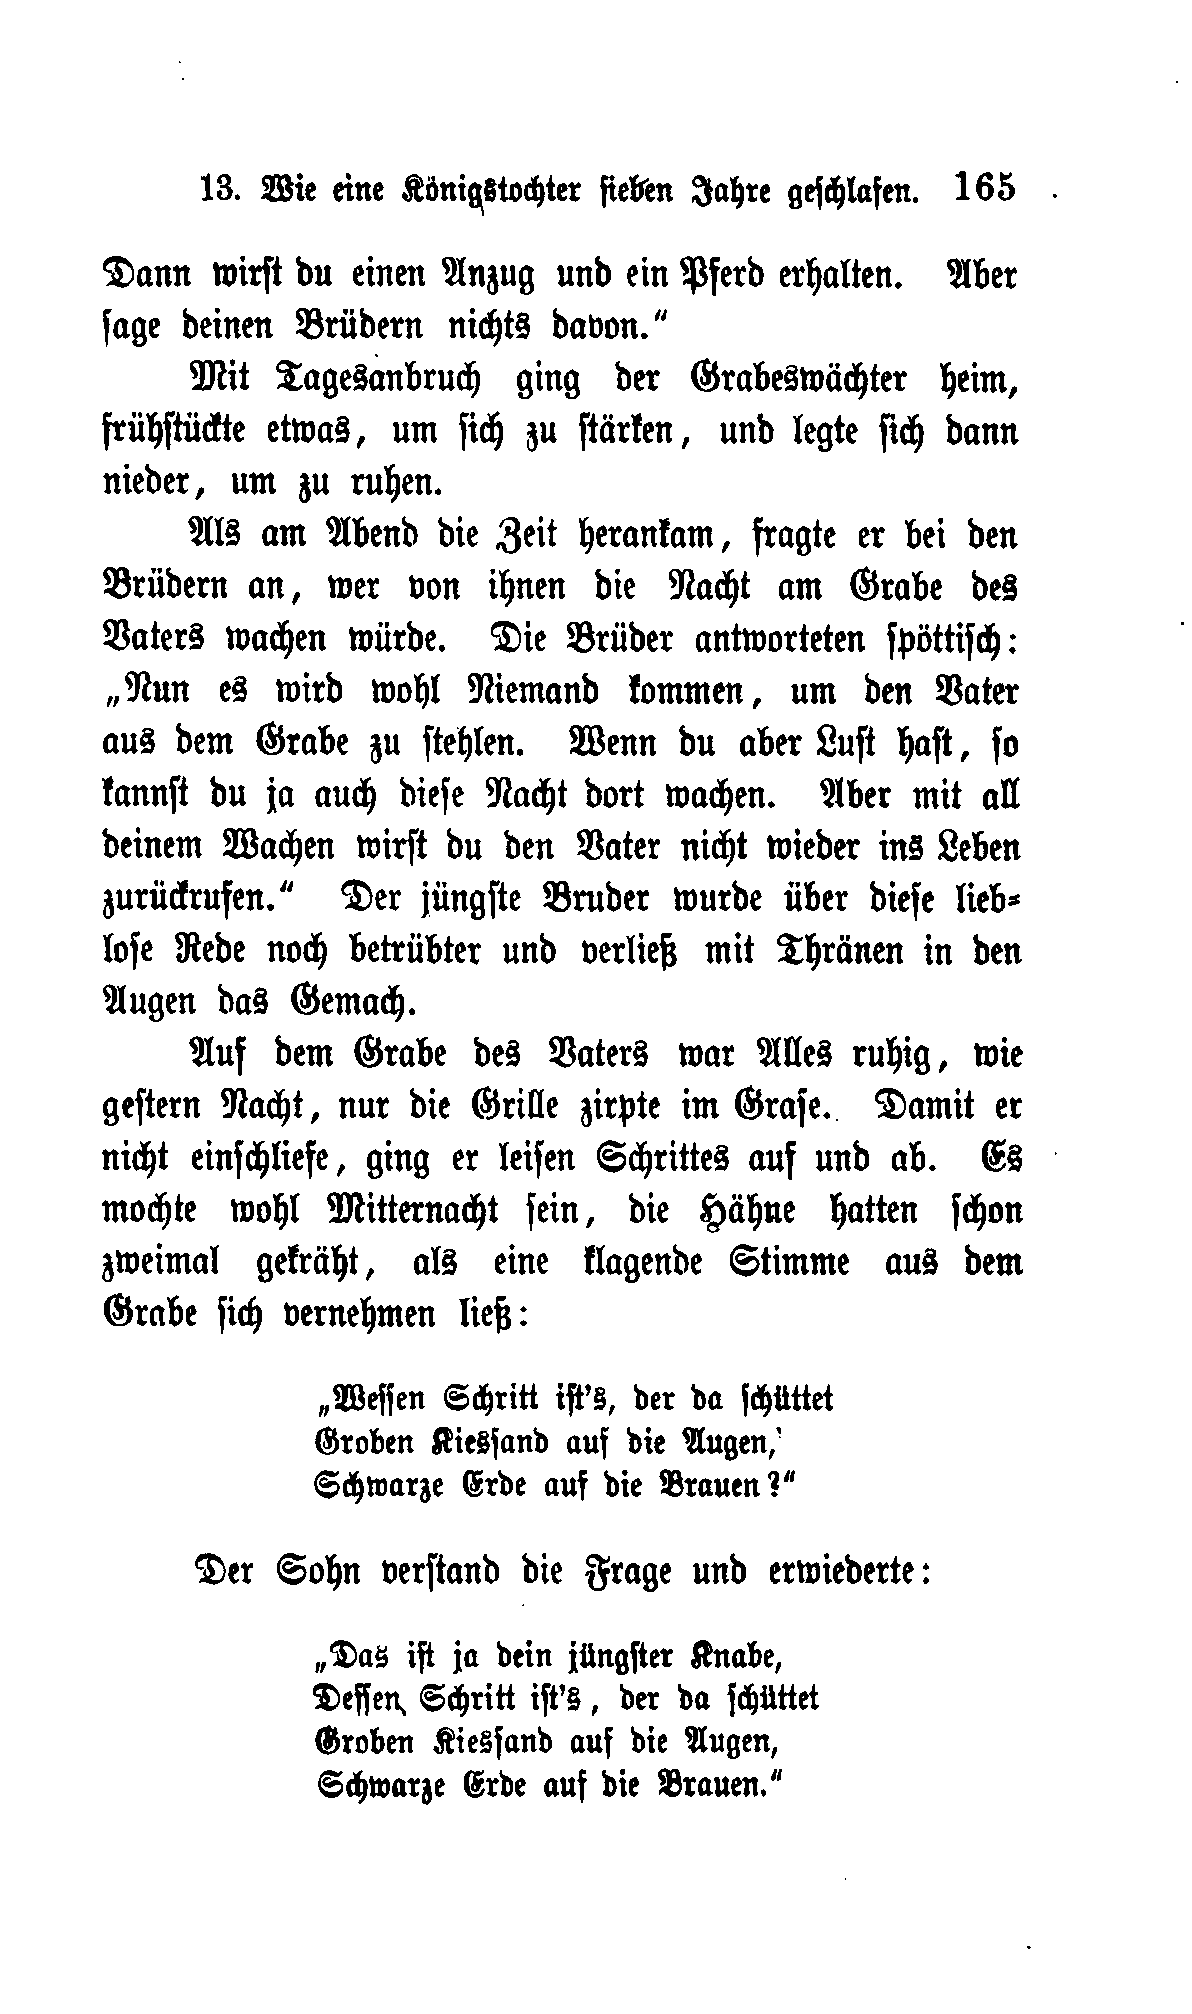 13. Wie eine Königstochter sieben Jahre geschlafen. 165
Dann wirst du einen Anzug und ein Pferd erhalten. Aber
sage deinen Brüdern nichts davon.“
Mit Tagesanbruch ging der Grabeswächter heim,
frühstückte etwas, um sich zu stärken, und legte sich dann
nieder, um zu ruhen.
Als am Abend die Zeit herankam, fragte er bei den
Brüdern an, wer von ihnen die Nacht am Grabe des
Vaters wachen würde. Die Brüder antworteten spöttisch:
„Nun es wird wohl Niemand kommen, um den Vater
aus dem Grabe zu stehlen. Wenn du aber Lust hast, so
kannst du ja auch diese Nacht dort wachen. Aber mit all
deinem Wachen wirst du den Vater nicht wieder ins Leben
zurückrufen.“ Der jüngste Bruder wurde über diese lieb-
lose Rede noch betrübter und verließ mit Thränen in den
Augen das Gemach.
Auf dem Grabe des Vaters war Alles ruhig, wie
gestern Nacht, nur die Grille zirpte im Grase. Damit er
nicht einschliefe, ging er leisen Schrittes auf und ab. Es
mochte wohl Mitternacht sein, die Hähne hatten schon
zweimal gekräht, als eine klagende Stimme aus dem
Grabe sich vernehmen ließ:
„Wessen Schritt ist's, der da schüttet
Groben Kiessand auf die Augen,
Schwarze Erde auf die Brauen?“
Der Sohn verstand die Frage und erwiederte:
„Das ist ja dein jüngster Knabe,
Dessen Schritt ist's, der da schüttet
Groben Kiessand auf die Augen,
Schwarze Erde auf die Brauen.“